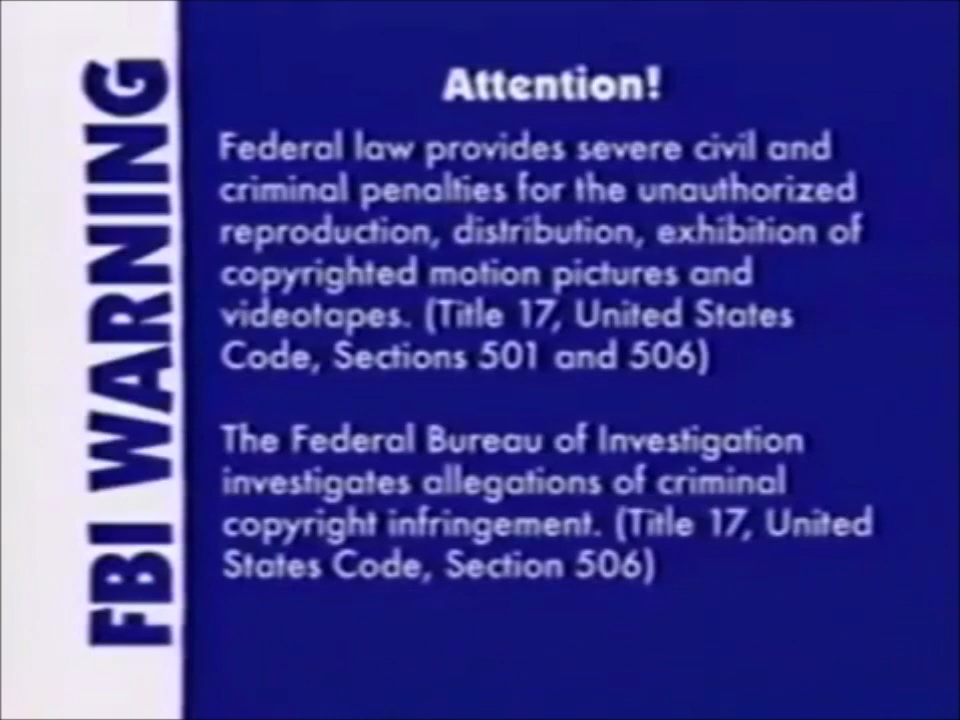 FBI WARNING
Attention!
Federal law provides severe civil and
criminal penalties for the unauthorized
reproduction, distribution, exhibition of
copyrighted motion pictures and
videotapes. (Title 17, United States
Code, Sections 501 and 506)
The Federal Bureau of Investigation
investigates allegations of criminal
copyright infringement. (Title 17, United
States Code, Section 506)